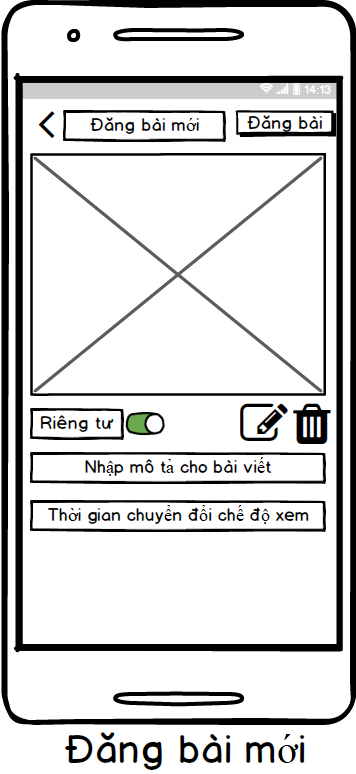 14:13
Đăng bài mới
Đăng bài
Riêng tư
Nhập mô tả cho bài viết
Thời gian chuyển đổi chế độ xem
Đăng bài mới